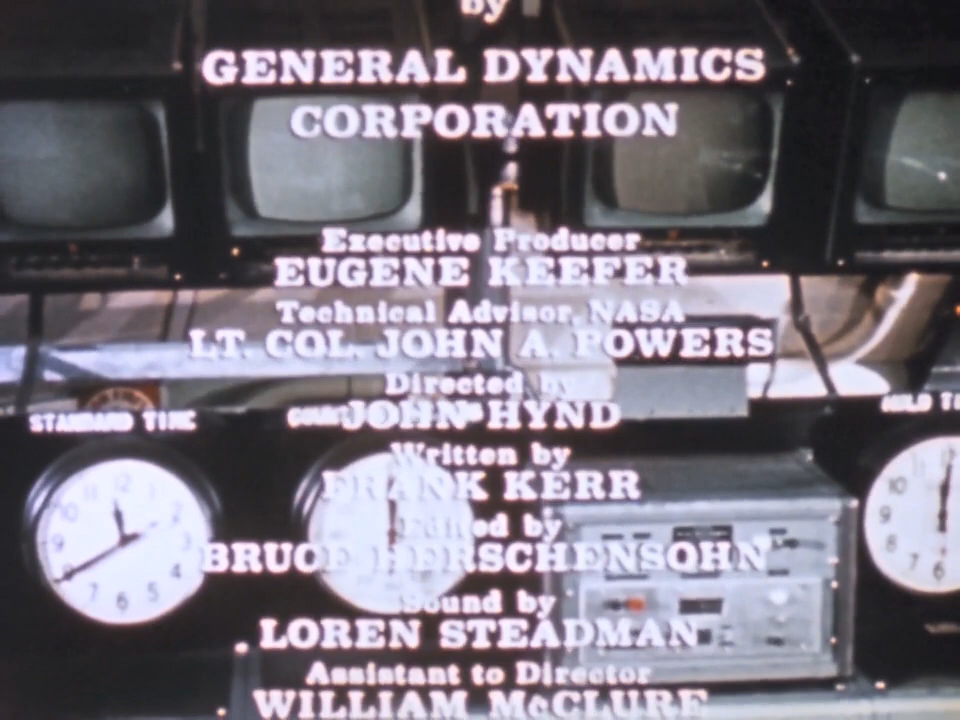 by
GENERAL DYNAMICS
CORPORATION
Executive Producer
EUGENE KEEFER
Technical Advisor, NASA
LT. COL. JOHN A. POWERS
Directed by
JOHN HYND
STANDARD TIME
Written by
FRANK KERR
Edited by
BRUCE HERSCHENSOHN
Sound by
LOREN STEADMAN
Assistant to Director
WILLIAM McCLURE